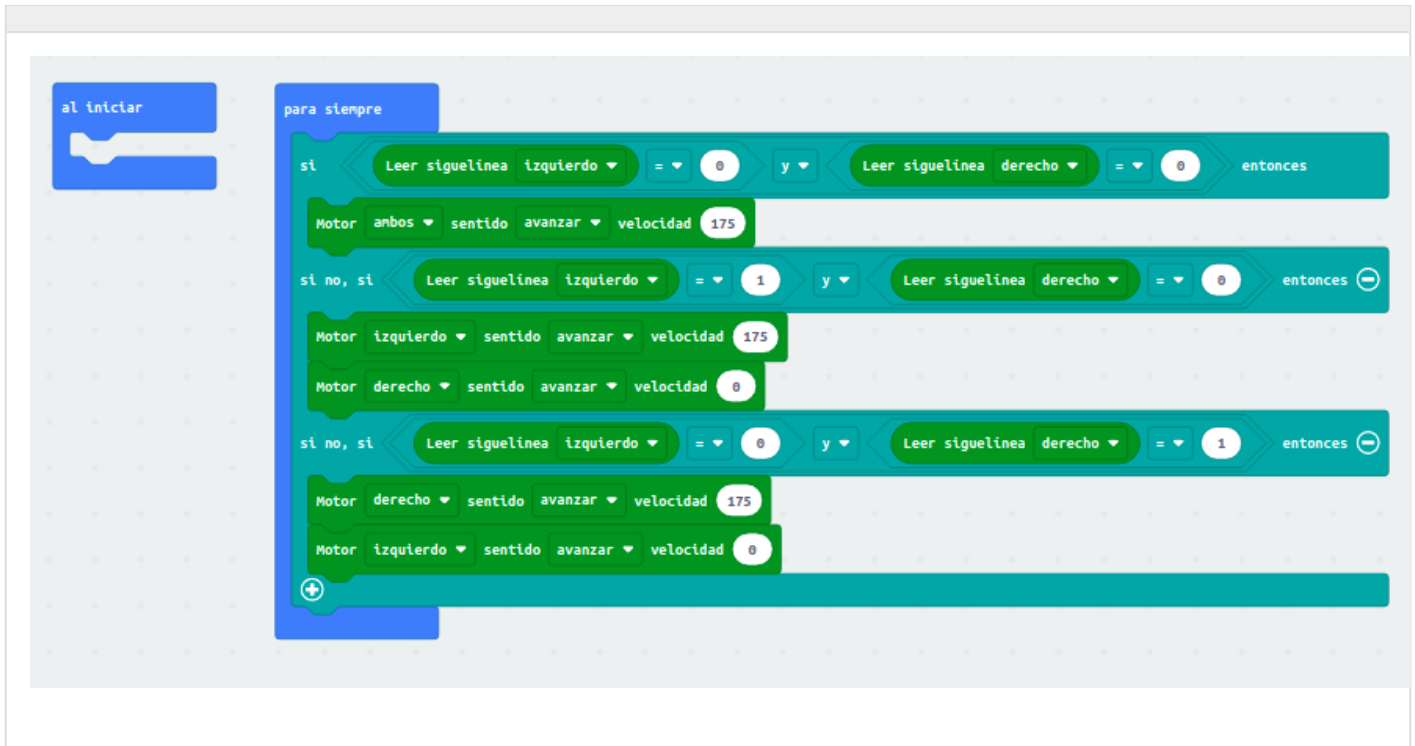 al iniciar
para siempre
si Leer siguelinea izquierdo = 0 y Leer siguelinea derecho = 0 entonces
Motor ambos sentido avanzar velocidad 175
si no, si Leer siguelinea izquierdo = 1 y Leer siguelinea derecho = 0 entonces
Motor izquierdo sentido avanzar velocidad 175
Motor derecho sentido avanzar velocidad 0
si no, si Leer siguelinea izquierdo = 0 y Leer siguelinea derecho = 1 entonces
Motor derecho sentido avanzar velocidad 175
Motor izquierdo sentido avanzar velocidad 0